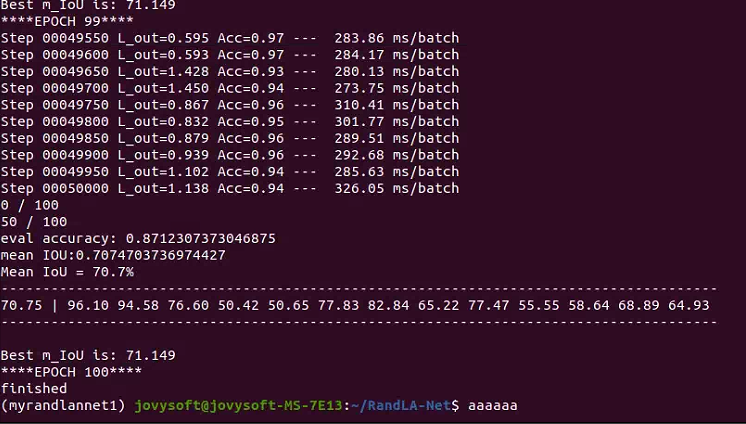 Best m_IoU is: 71.149
****EPOCH 99****
Step 00049550 L_out=0.595 Acc=0.97 ---  283.86 ms/batch
Step 00049600 L_out=0.593 Acc=0.97 ---  284.17 ms/batch
Step 00049650 L_out=1.428 Acc=0.93 ---  280.13 ms/batch
Step 00049700 L_out=1.450 Acc=0.94 ---  273.75 ms/batch
Step 00049750 L_out=0.867 Acc=0.96 ---  310.41 ms/batch
Step 00049800 L_out=0.832 Acc=0.95 ---  301.77 ms/batch
Step 00049850 L_out=0.879 Acc=0.96 ---  289.51 ms/batch
Step 00049900 L_out=0.939 Acc=0.96 ---  292.68 ms/batch
Step 00049950 L_out=1.102 Acc=0.94 ---  285.63 ms/batch
Step 00050000 L_out=1.138 Acc=0.94 ---  326.05 ms/batch
0 / 100
50 / 100
eval accuracy: 0.8712307373046875
mean IOU:0.7074703736974427
Mean IoU = 70.7%
--------------------------------------------------------------------------------------
70.75 | 96.10 94.58 76.60 50.42 50.65 77.83 82.84 65.22 77.47 55.55 58.64 68.89 64.93
--------------------------------------------------------------------------------------
Best m_IoU is: 71.149
****EPOCH 100****
finished
(myrandlannet1) jovysoft@jovysoft-MS-7E13:~/RandLA-Net$ aaaaaa